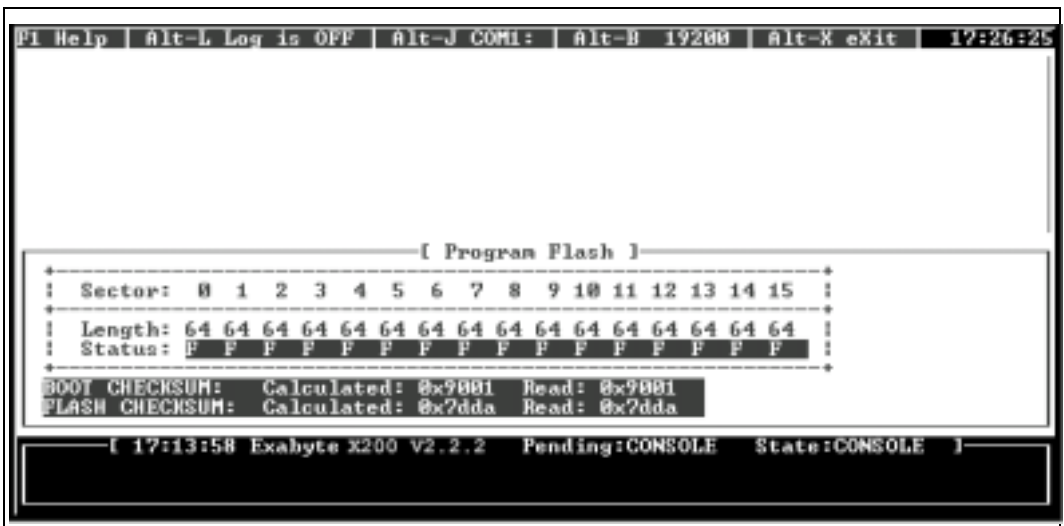 F1 Help | Alt-L Log is OFF | Alt-J COM1: | Alt-B 19200 | Alt-X eXit | 17:26:25
[ Program Flash ]
Sector: 0 1 2 3 4 5 6 7 8 9 10 11 12 13 14 15
Length: 64 64 64 64 64 64 64 64 64 64 64 64 64 64 64 64
Status: F F F F F F F F F F F F F F F F
BOOT CHECKSUM: Calculated: 0x9001 Read: 0x9001
FLASH CHECKSUM: Calculated: 0x7dda Read: 0x7dda
[ 17:13:58 Exabyte X200 V2.2.2 Pending:CONSOLE State:CONSOLE ]